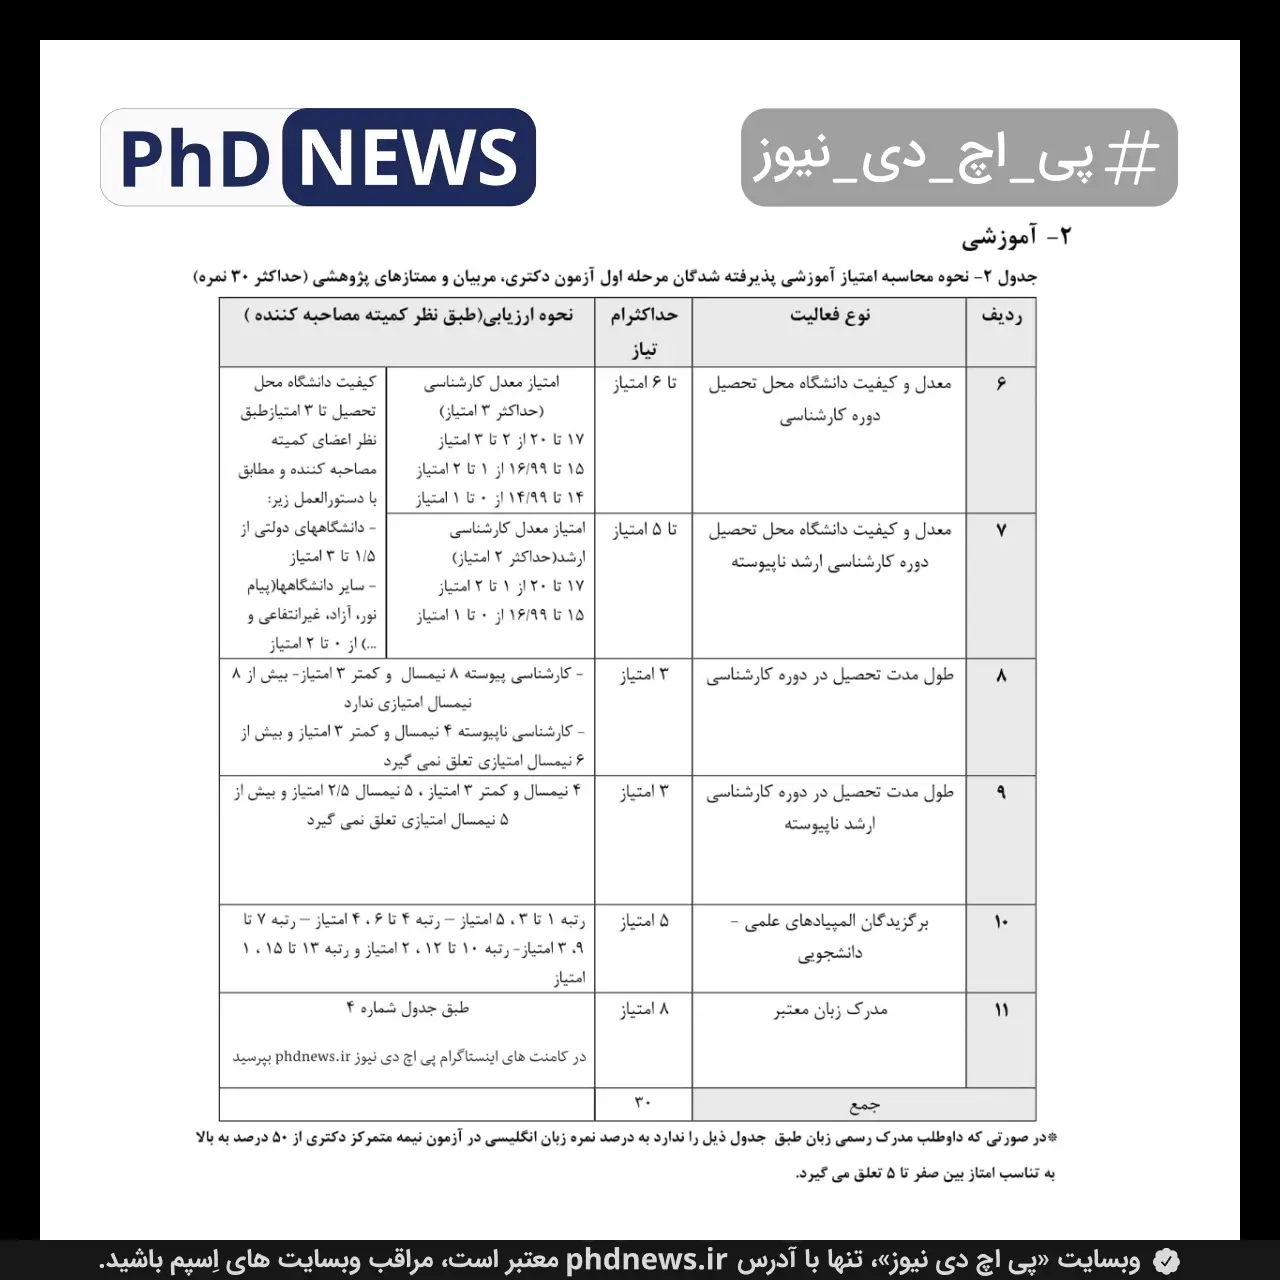 PhD NEWS
#پی_اچ_دی_نیوز
۲- آموزشی
جدول ۲- نحوه محاسبه امتیاز آموزشی پذیرفته شدگان مرحله اول آزمون دکتری، مربیان و ممتازهای پژوهشی (حداکثر ۳۰ نمره)
ردیف
نوع فعالیت
حداکثرام
تیاز
نحوه ارزیابی(طبق نظر کمیته مصاحبه کننده )
۶
معدل و کیفیت دانشگاه محل تحصیل
دوره کارشناسی
تا ۶ امتیاز
امتیاز معدل کارشناسی
(حداکثر ۳ امتیاز)
۱۷ تا ۲۰ از ۲ تا ۳ امتیاز
۱۵ تا ۱۶/۹۹ از ۱ تا ۲ امتیاز
۱۴ تا ۱۴/۹۹ از ۰ تا ۱ امتیاز
کیفیت دانشگاه محل
تحصیل تا ۳ امتیازطبق
نظر اعضای کمیته
مصاحبه کننده و مطابق
با دستورالعمل زیر:
- دانشگاههای دولتی از
۱/۵ تا ۳ امتیاز
- سایر دانشگاهها(پیام
نور، آزاد، غیرانتفاعی و
...) از ۰ تا ۲ امتیاز
۷
معدل و کیفیت دانشگاه محل تحصیل
دوره کارشناسی ارشد ناپیوسته
تا ۵ امتیاز
امتیاز معدل کارشناسی
ارشد(حداکثر ۲ امتیاز)
۱۷ تا ۲۰ از ۱ تا ۲ امتیاز
۱۵ تا ۱۶/۹۹ از ۰ تا ۱ امتیاز
۸
طول مدت تحصیل در دوره کارشناسی
۳ امتیاز
- کارشناسی پیوسته ۸ نیمسال و کمتر ۳ امتیاز- بیش از ۸
نیمسال امتیازی ندارد
- کارشناسی ناپیوسته ۴ نیمسال و کمتر ۳ امتیاز و بیش از
۶ نیمسال امتیازی تعلق نمی گیرد
۹
طول مدت تحصیل در دوره کارشناسی
ارشد ناپیوسته
۳ امتیاز
۴ نیمسال و کمتر ۳ امتیاز ، ۵ نیمسال ۲/۵ امتیاز و بیش از
۵ نیمسال امتیازی تعلق نمی گیرد
۱۰
برگزیدگان المپیادهای علمی -
دانشجویی
۵ امتیاز
رتبه ۱ تا ۳ ، ۵ امتیاز – رتبه ۴ تا ۶ ، ۴ امتیاز – رتبه ۷ تا
۹، ۳ امتیاز- رتبه ۱۰ تا ۱۲ ، ۲ امتیاز و رتبه ۱۳ تا ۱۵ ، ۱
امتیاز
۱۱
مدرک زبان معتبر
۸ امتیاز
طبق جدول شماره ۴
در کامنت های اینستاگرام پی اچ دی نیوز phdnews.ir بپرسید
جمع
۳۰
*در صورتی که داوطلب مدرک رسمی زبان طبق جدول ذیل را ندارد به درصد نمره زبان انگلیسی در آزمون نیمه متمرکز دکتری از ۵۰ درصد به بالا
به تناسب امتاز بین صفر تا ۵ تعلق می گیرد.
وبسایت «پی اچ دی نیوز»، تنها با آدرس phdnews.ir معتبر است، مراقب وبسایت های اِسپم باشید.